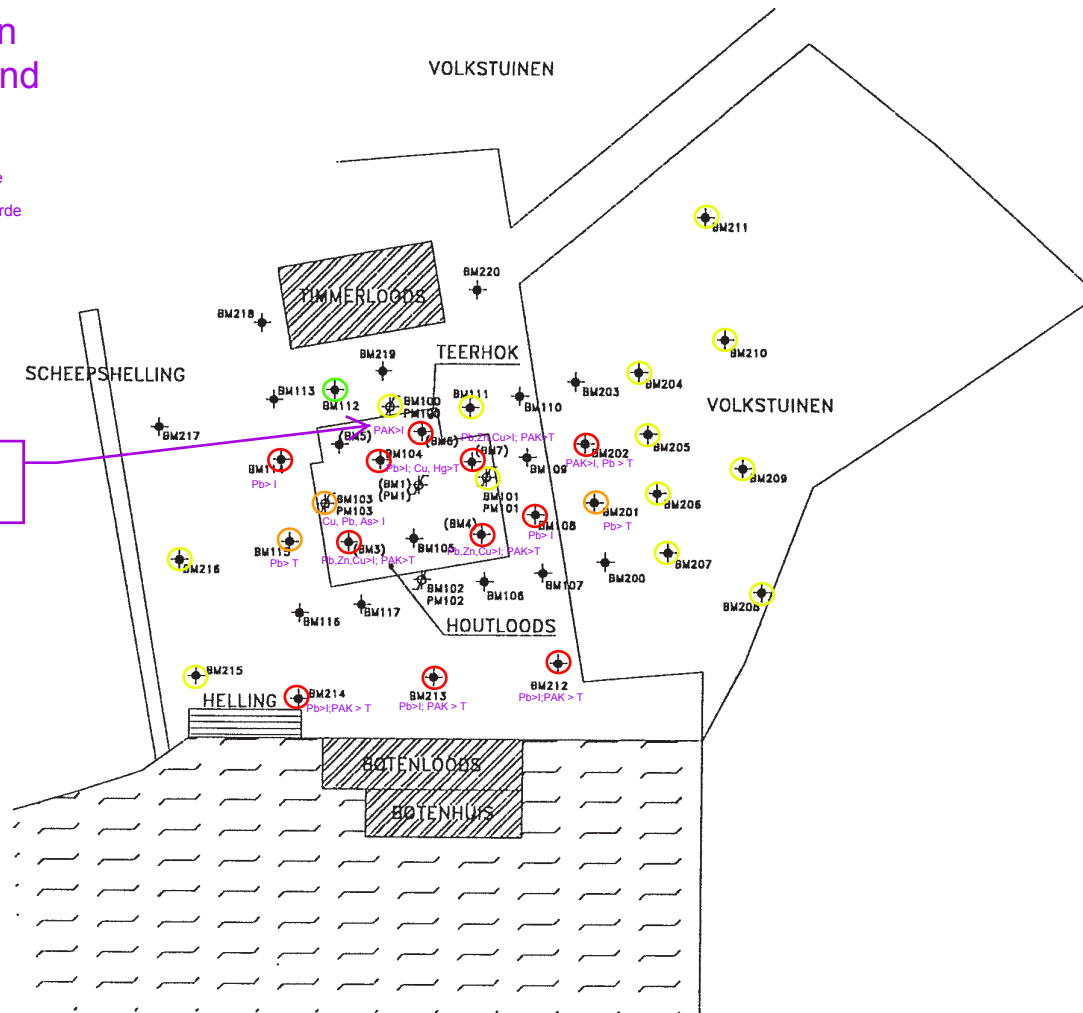 n
nd
e
rde
VOLKSTUINEN
BM211
BM220
TIMMERLOODS
BM218
BM210
TEERHOK
BM219
SCHEEPSHELLING
BM204
BM203
VOLKSTUINEN
BM113
BM112
BM100
PM100
BM111
BM110
BM217
PAK>I
(BM5)
(BM6)
Pb,Zn,Cu>I; PAK>T
BM205
BM114
Pb> I
BM104
Pb>I; Cu, Hg>T
(BM7)
BM109
BM202
PAK>I, Pb > T
BM209
(BM1)
(PM1)
BM101
PM101
BM206
BM103
PM103
Cu, Pb, As> I
BM108
Pb> I
BM201
Pb> T
BM115
Pb> T
(BM3)
Pb,Zn,Cu>I; PAK>T
BM105
(BM4)
Pb,Zn,Cu>I; PAK>T
BM207
BM216
BM102
PM102
BM106
BM107
BM200
BM208
BM116
BM117
HOUTLOODS
BM215
BM214
Pb>I;PAK > T
BM213
Pb>I; PAK > T
BM212
Pb>I;PAK > T
HELLING
BOTENLOODS
BOTENHUIS